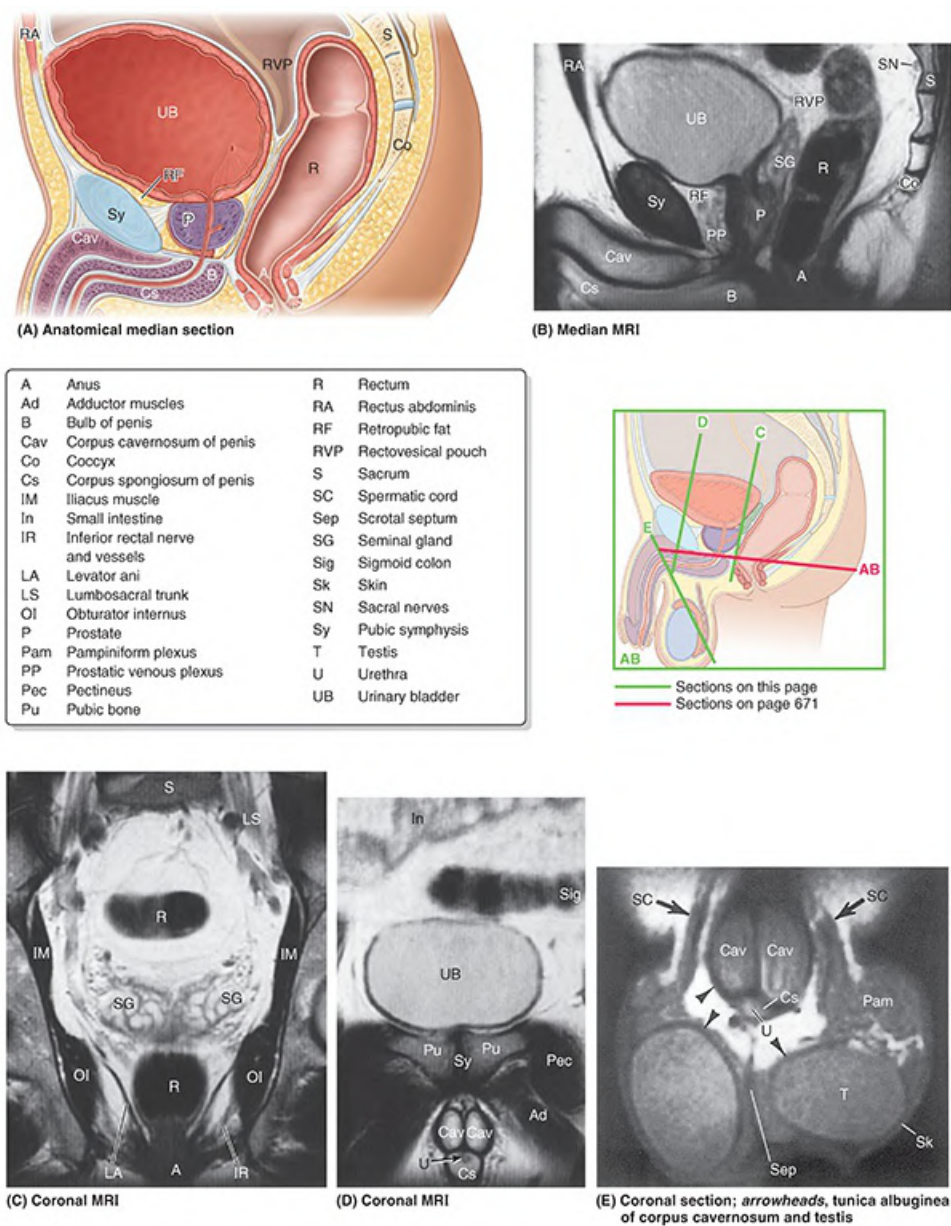 RA
UB
RVP
S
Co
R
RF
Sy
P
Cav
B
Cs
A
(A) Anatomical median section
RA
SN
S
RVP
UB
SG
R
Co
RF
Sy
P
PP
Cav
A
Cs
B
(B) Median MRI
A Anus
Ad Adductor muscles
B Bulb of penis
Cav Corpus cavernosum of penis
Co Coccyx
Cs Corpus spongiosum of penis
IM Iliacus muscle
In Small intestine
IR Inferior rectal nerve
and vessels
LA Levator ani
LS Lumbosacral trunk
OI Obturator internus
P Prostate
Pam Pampiniform plexus
PP Prostatic venous plexus
Pec Pectineus
Pu Pubic bone
R Rectum
RA Rectus abdominis
RF Retropubic fat
RVP Rectovesical pouch
S Sacrum
SC Spermatic cord
Sep Scrotal septum
SG Seminal gland
Sig Sigmoid colon
Sk Skin
SN Sacral nerves
Sy Pubic symphysis
T Testis
U Urethra
UB Urinary bladder
D
C
E
AB
AB
Sections on this page
Sections on page 671
S
LS
R
IM
IM
SG
SG
OI
R
OI
LA
A
IR
(C) Coronal MRI
In
Sig
UB
Pu
Sy
Pu
Pec
Ad
Cav
Cav
U
Cs
(D) Coronal MRI
SC
SC
Cav
Cav
Cs
Pam
U
T
Sk
Sep
(E) Coronal section; arrowheads, tunica albuginea
of corpus cavernosum and testis